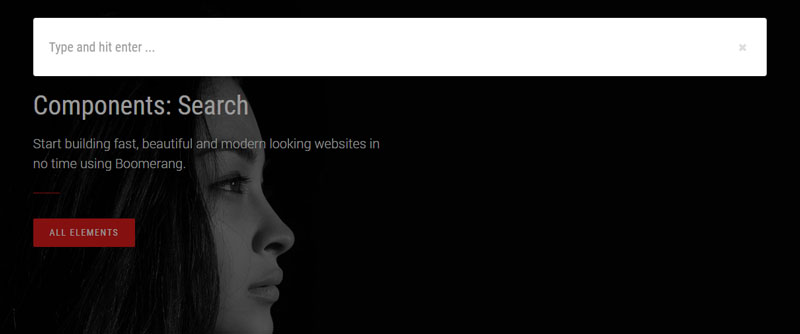 Type and hit enter ...
Components: Search
Start building fast, beautiful and modern looking websites in
no time using Boomerang.
ALL ELEMENTS